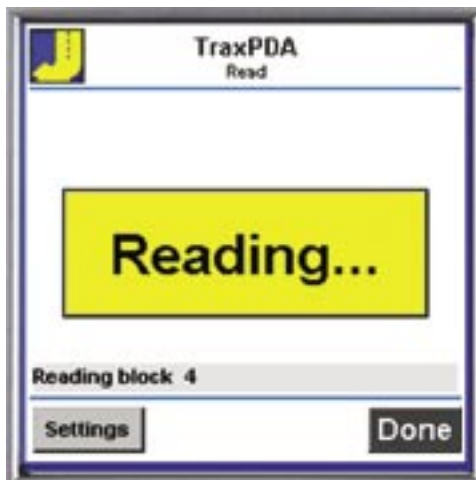 TraxPDA
Read
Reading...
Reading block 4
Settings
Done